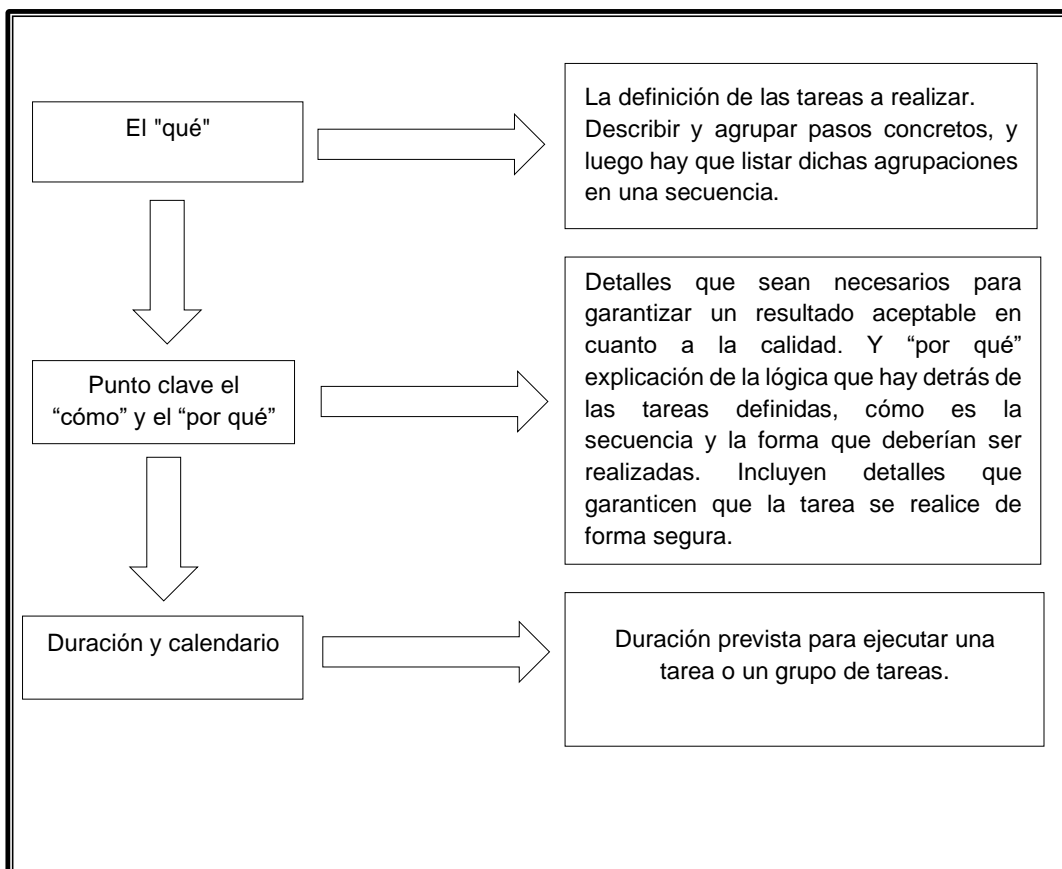 El "qué"
La definición de las tareas a realizar.
Describir y agrupar pasos concretos, y
luego hay que listar dichas agrupaciones
en una secuencia.
Punto clave el
“cómo” y el “por qué”
Detalles que sean necesarios para
garantizar un resultado aceptable en
cuanto a la calidad. Y “por qué”
explicación de la lógica que hay detrás de
las tareas definidas, cómo es la
secuencia y la forma que deberían ser
realizadas. Incluyen detalles que
garanticen que la tarea se realice de
forma segura.
Duración y calendario
Duración prevista para ejecutar una
tarea o un grupo de tareas.